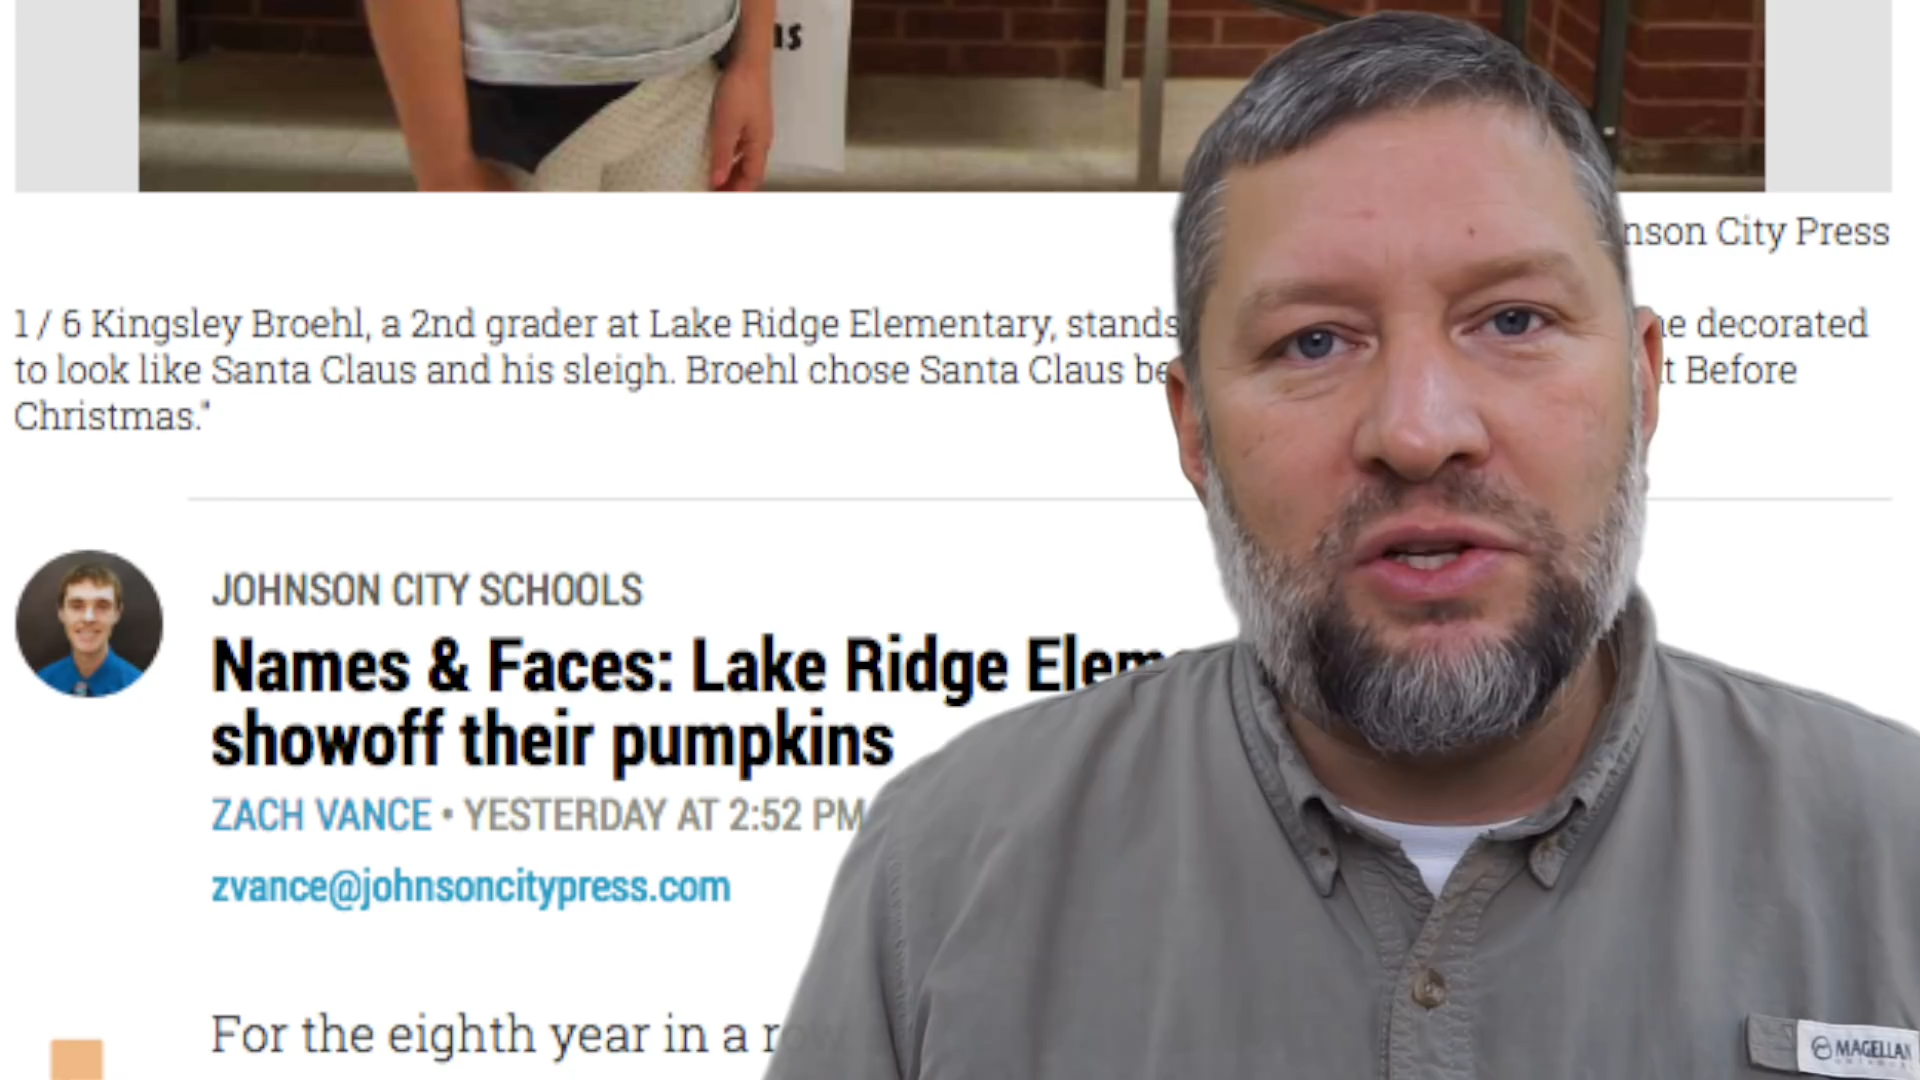 nson City Press
1 / 6 Kingsley Broehl, a 2nd grader at Lake Ridge Elementary, stands
he decorated
to look like Santa Claus and his sleigh. Broehl chose Santa Claus be
t Before
Christmas."
JOHNSON CITY SCHOOLS
Names & Faces: Lake Ridge Elem
showoff their pumpkins
ZACH VANCE • YESTERDAY AT 2:52 PM
zvance@johnsoncitypress.com
For the eighth year in a row
MAGELLAN